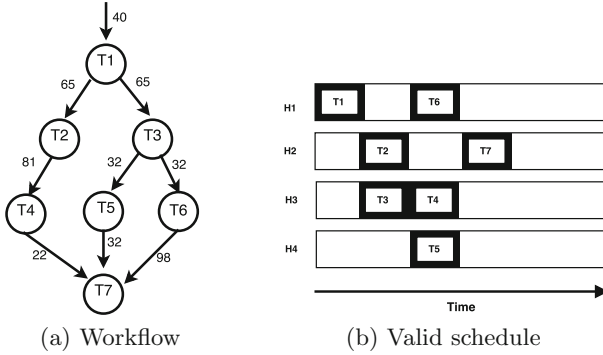 40
T1
65 65
T2 T3
81 32 32
T4 T5 T6
22 32 98
T7
(a) Workflow
H1 T1 T6
H2 T2 T7
H3 T3 T4
H4 T5
Time
(b) Valid schedule